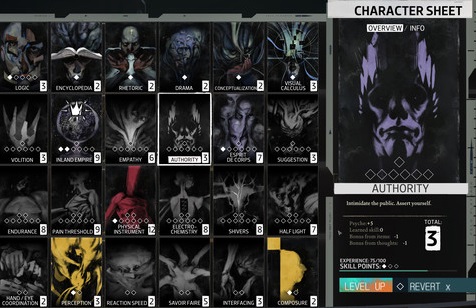 CHARACTER SHEET
OVERVIEW / INFO
LOGIC 3
ENCYCLOPEDIA 2
RHETORIC 2
DRAMA 2
CONCEPTUALIZATION 2
VISUAL CALCULUS 3
VOLITION 3
INLAND EMPIRE 9
EMPATHY 6
AUTHORITY 3
ESPRIT DE CORPS 7
SUGGESTION 3
ENDURANCE 8
PAIN THRESHOLD 9
PHYSICAL INSTRUMENT 12
ELECTRO-CHEMISTRY 8
SHIVERS 8
HALF LIGHT 7
HAND / EYE COORDINATION 2
PERCEPTION 3
REACTION SPEED 2
SAVOIR FAIRE 5
INTERFACING 3
COMPOSURE 2
AUTHORITY
Intimidate the public. Assert yourself.
Psyche: +5
Learned skill: 0
Bonus from items: -1
Bonus from thoughts: -1
TOTAL:
3
EXPERIENCE: 75/100
SKILL POINTS:
LEVEL UP
REVERT X